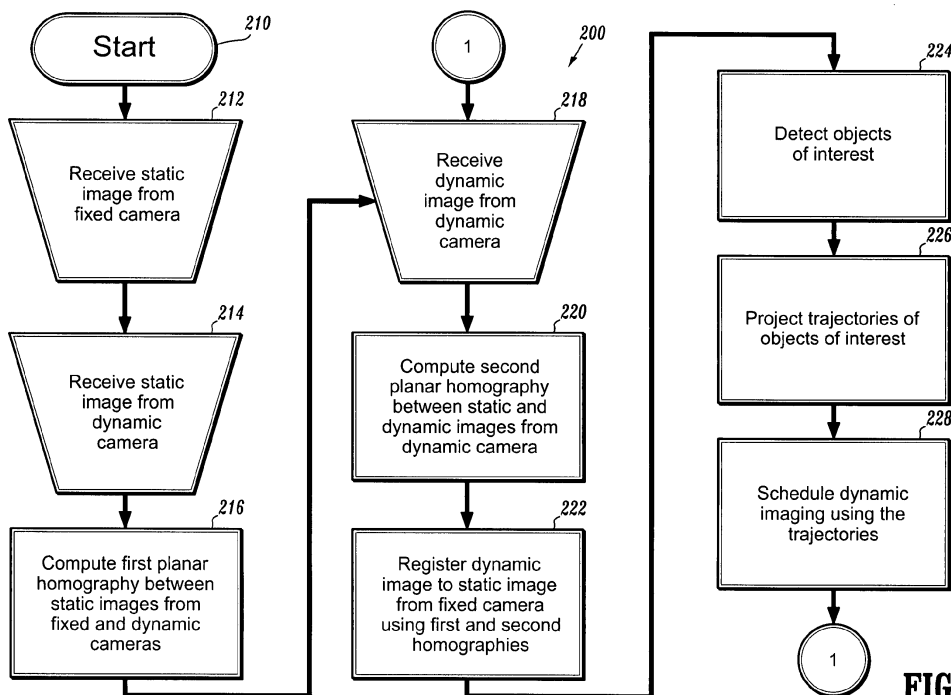 Start
210
212
Receive static
image from
fixed camera
214
Receive static
image from
dynamic
camera
216
Compute first planar
homography between
static images from
fixed and dynamic
cameras
1
200
218
Receive
dynamic
image from
dynamic
camera
220
Compute second
planar homography
between static and
dynamic images from
dynamic camera
222
Register dynamic
image to static image
from fixed camera
using first and second
homographies
224
Detect objects
of interest
226
Project trajectories of
objects of interest
228
Schedule dynamic
imaging using the
trajectories
1
FIG